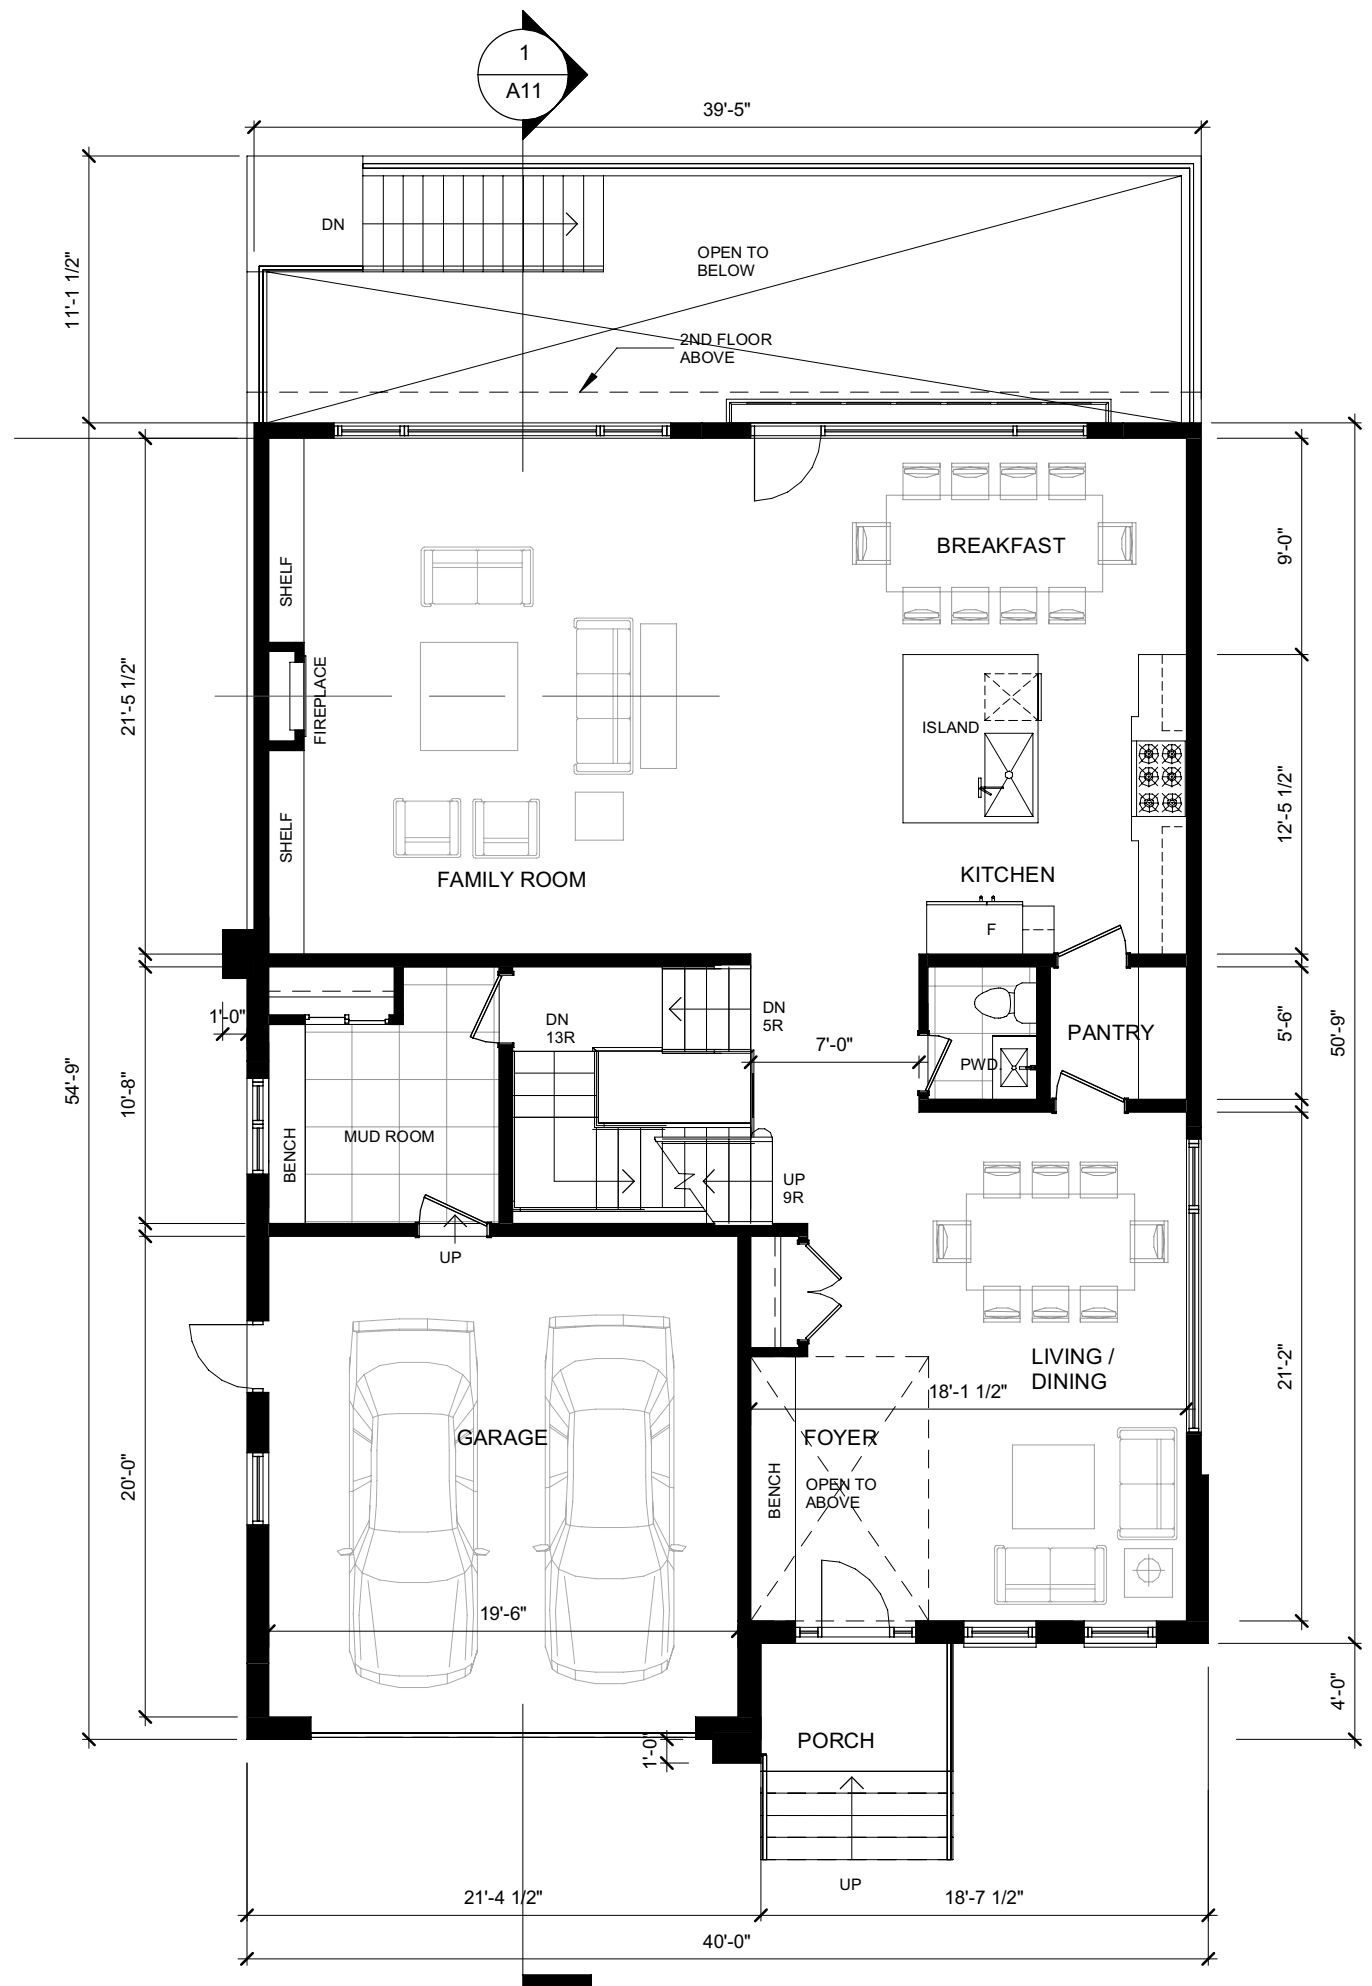 1
A11
39'-5"
DN
OPEN TO
BELOW
11'-1 1/2"
2ND FLOOR
ABOVE
BREAKFAST
9'-0"
SHELF
FIREPLACE
21'-5 1/2"
ISLAND
12'-5 1/2"
SHELF
FAMILY ROOM
KITCHEN
F
1'-0"
DN
13R
DN
5R
7'-0"
PANTRY
PWD.
5'-6"
50'-9"
54'-9"
10'-8"
BENCH
MUD ROOM
UP
9R
UP
LIVING /
DINING
18'-1 1/2"
21'-2"
GARAGE
FOYER
OPEN TO
ABOVE
BENCH
20'-0"
19'-6"
4'-0"
1'-0"
PORCH
UP
21'-4 1/2"
18'-7 1/2"
40'-0"